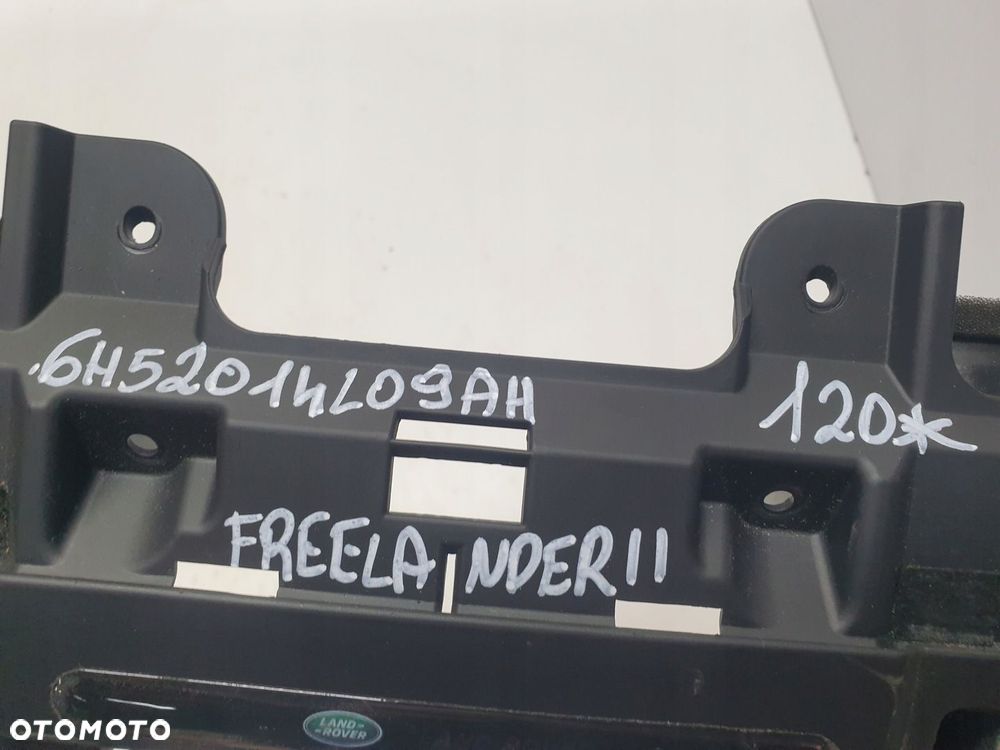 .6H52014L09AH
120*
FREELANDER II
LAND-
ROVER
OTOMOTO